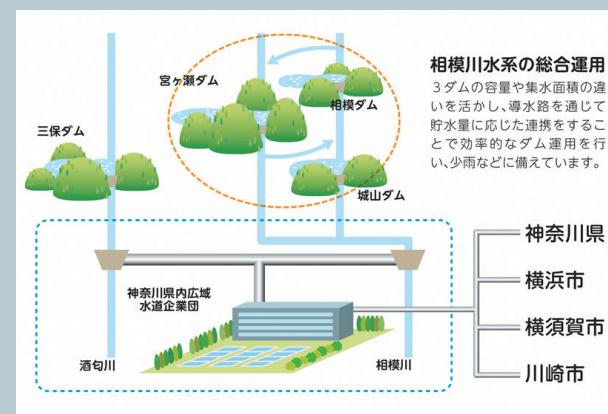 相模川水系の総合運用
3ダムの容量や集水面積の違
いを活かし、導水路を通じて
貯水量に応じた連携をするこ
とで効率的なダム運用を行
い、少雨などに備えています。
宮ヶ瀬ダム
相模ダム
三保ダム
城山ダム
神奈川県内広域
水道企業団
酒匂川
相模川
神奈川県
横浜市
横須賀市
川崎市